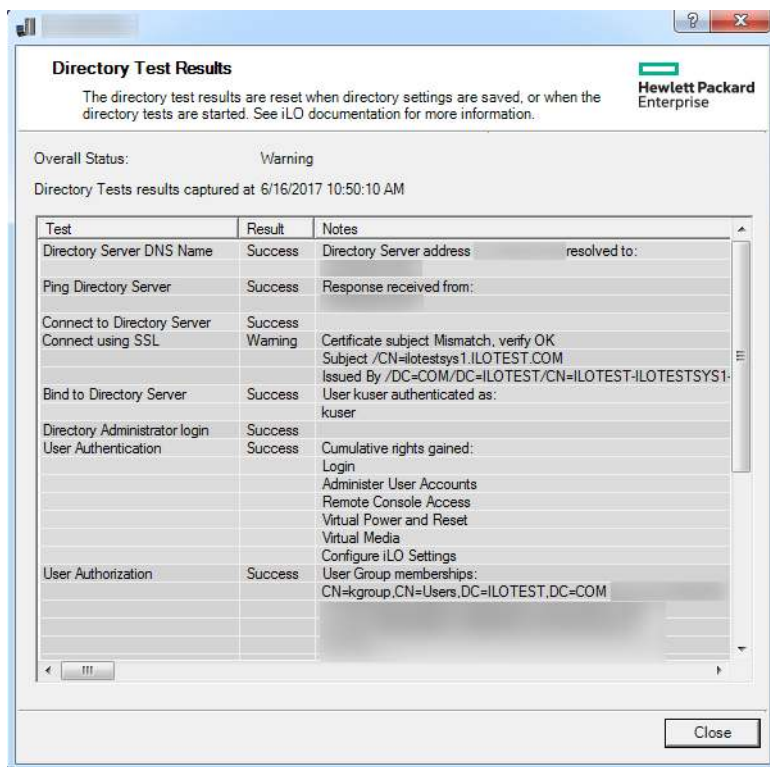 Directory Test Results
The directory test results are reset when directory settings are saved, or when the
directory tests are started. See iLO documentation for more information.
Hewlett Packard
Enterprise
Overall Status: Warning
Directory Tests results captured at 6/16/2017 10:50:10 AM
Test Result Notes
Directory Server DNS Name Success Directory Server address resolved to:
Ping Directory Server Success Response received from:
Connect to Directory Server Success
Connect using SSL Warning Certificate subject Mismatch, verify OK
Subject /CN=ilotestsys1.ILOTEST.COM
Issued By /DC=COM/DC=ILOTEST/CN=ILOTEST-ILOTESTSYS1-
Bind to Directory Server Success User kuser authenticated as:
kuser
Directory Administrator login Success
User Authentication Success Cumulative rights gained:
Login
Administer User Accounts
Remote Console Access
Virtual Power and Reset
Virtual Media
Configure iLO Settings
User Authorization Success User Group memberships:
CN=kgroup,CN=Users,DC=ILOTEST,DC=COM
Close